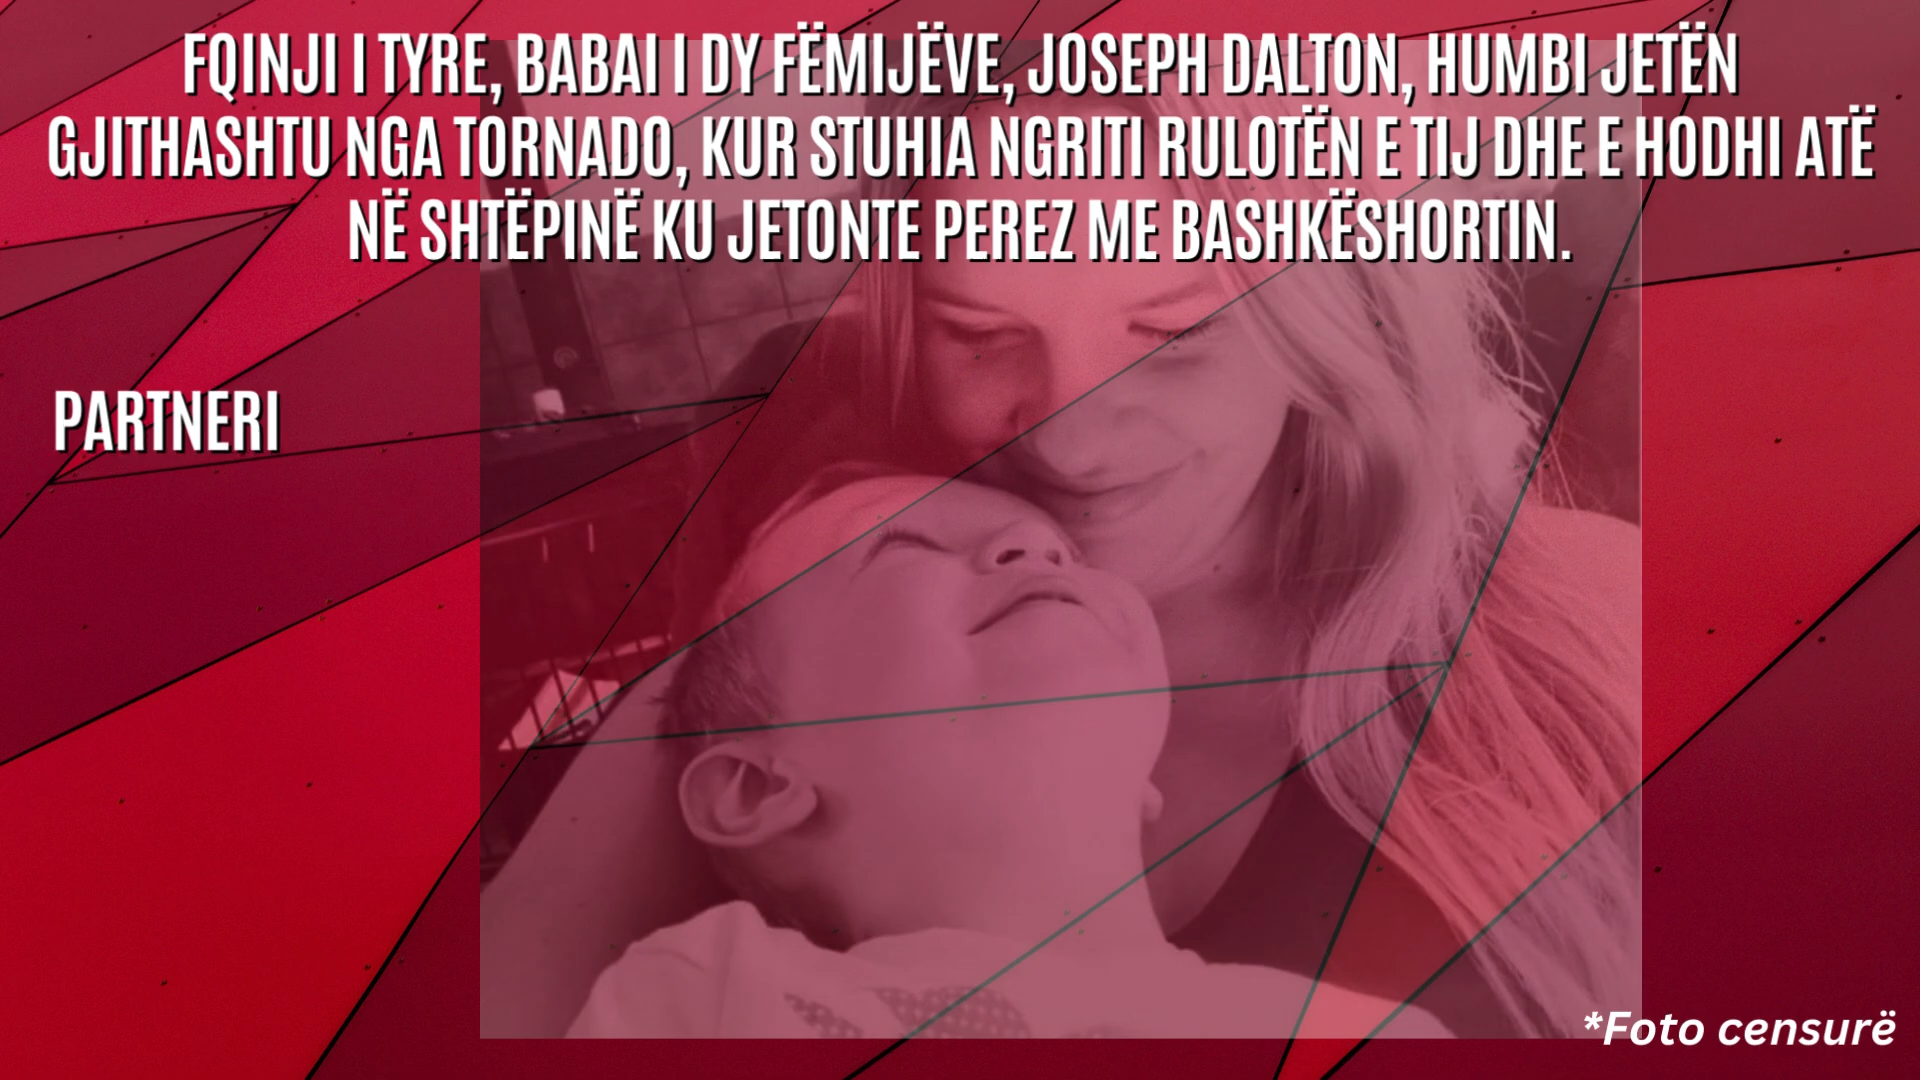 FQINJI I TYRE, BABAI I DY FËMIJËVE, JOSEPH DALTON, HUMBI JETËN
GJITHASHTU NGA TORNADO, KUR STUHIA NGRITI RULOTËN E TIJ DHE E HODHI ATË
NË SHTËPINË KU JETONTE PEREZ ME BASHKËSHORTIN.
PARTNERI
*Foto censurë